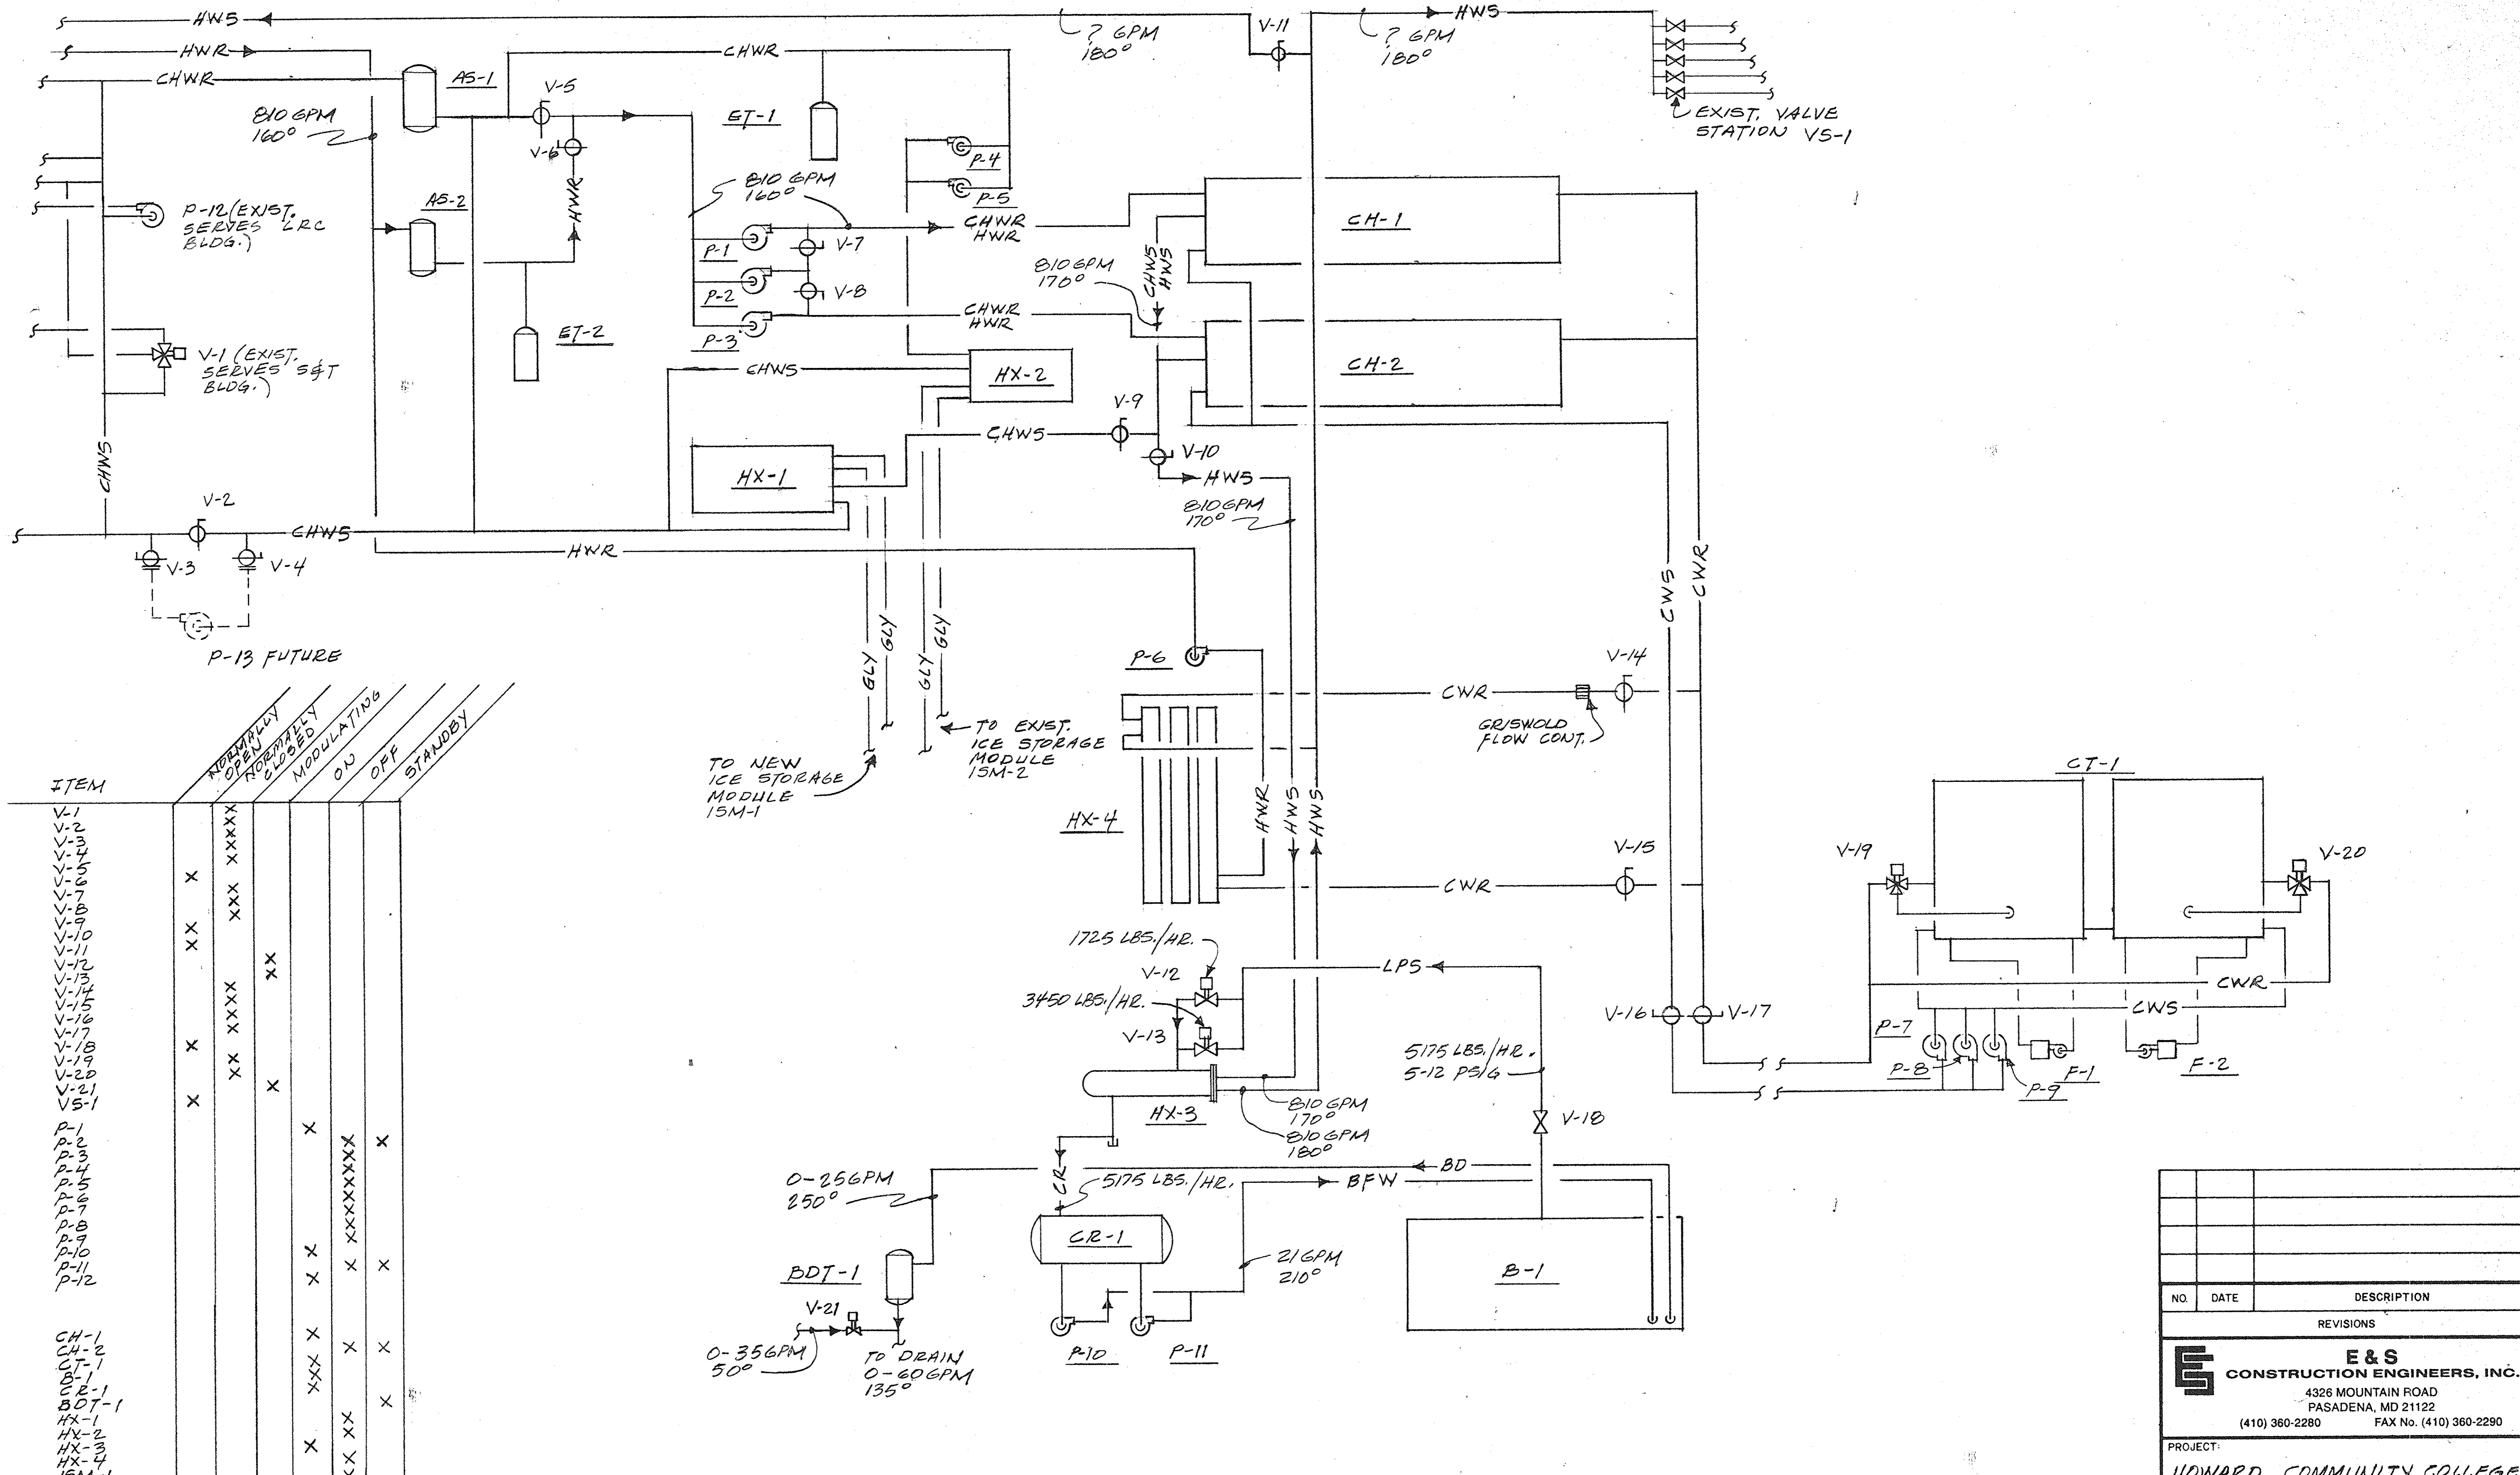 HWS
HWR
CHWR
810 GPM
160°
AS-1
V-5
V-6
HWR
AS-2
ET-2
P-12 (EXIST.
SERVES LRC
BLDG.)
V-1 (EXIST.
SERVES S&T
BLDG.)
CHWS
V-2
CHWS
V-3
V-4
P-13 FUTURE
HWR
CHWR
ET-1
810 GPM
160°
P-1
P-2
P-3
V-7
V-8
P-4
P-5
CHWR
HWR
CHWR
HWR
CHWS
HX-2
HX-1
CHWS
V-9
V-10
HWS
810 GPM
170°
810 GPM
170°
CHWS
HWS
? GPM
180°
V-11
? GPM
180°
HWS
EXIST. VALVE
STATION VS-1
CH-1
CH-2
CWS
CWR
GLY
GLY
GLY
GLY
TO NEW
ICE STORAGE
MODULE
ISM-1
TO EXIST.
ICE STORAGE
MODULE
ISM-2
P-6
CWR
V-14
GRISWOLD
FLOW CONT.
HX-4
HWR
HWS
HWS
CWR
V-15
CT-1
V-19
V-20
CWR
CWS
V-16
V-17
P-7
P-8
P-9
F-1
F-2
1725 LBS./HR.
V-12
3450 LBS./HR.
V-13
LPS
5175 LBS./HR.
5-12 PSIG
HX-3
810 GPM
170°
810 GPM
180°
V-18
BD
BFW
CR
5175 LBS./HR.
0-25GPM
250°
CR-1
BDT-1
21GPM
210°
B-1
V-21
0-35GPM
50°
TO DRAIN
0-60GPM
135°
P-10
P-11
ITEM
NORMALLY OPEN
NORMALLY CLOSED
MODULATING
ON
OFF
STANDBY
V-1 X
V-2 X
V-3 X
V-4 X
V-5 X
V-6 X
V-7 X
V-8 X
V-9 X
V-10 X
V-11 X
V-12 X
V-13 X
V-14 X
V-15 X
V-16 X
V-17 X
V-18 X
V-19 X
V-20 X
V-21 X
VS-1 X
P-1 X
P-2 X X
P-3 X
P-4 X
P-5 X
P-6 X
P-7 X
P-8 X
P-9 X
P-10 X
P-11 X X
P-12 X
CH-1 X
CH-2 X X
CT-1 X
B-1 X
CR-1 X
BDT-1 X
HX-1 X
HX-2 X
HX-3 X
HX-4 X
ISM-1 X
NO. DATE DESCRIPTION
REVISIONS
E & S
CONSTRUCTION ENGINEERS, INC.
4326 MOUNTAIN ROAD
PASADENA, MD 21122
(410) 360-2280 FAX No. (410) 360-2290
PROJECT:
HOWARD COMMUNITY COLLEGE